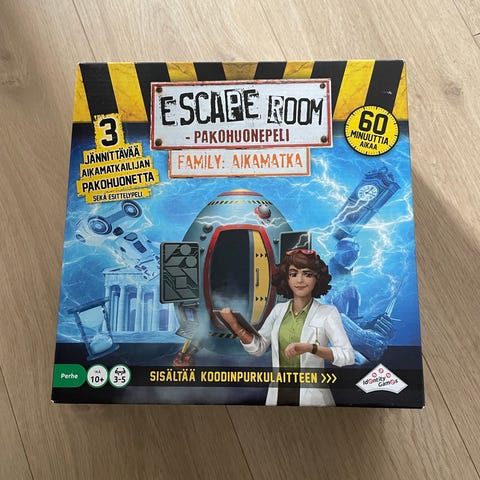 ESCAPE ROOM
- PAKOHUONEPELI
FAMILY: AIKAMATKA
3
JÄNNITTÄVÄÄ
AIKAMATKAILIJAN
PAKOHUONETTA
SEKÄ ESITTELYPELI
60
MINUUTTIA
AIKAA
Perhe
IKÄ
10+
3-5
SISÄLTÄÄ KOODINPURKULAITTEEN >>>
Identity
Games